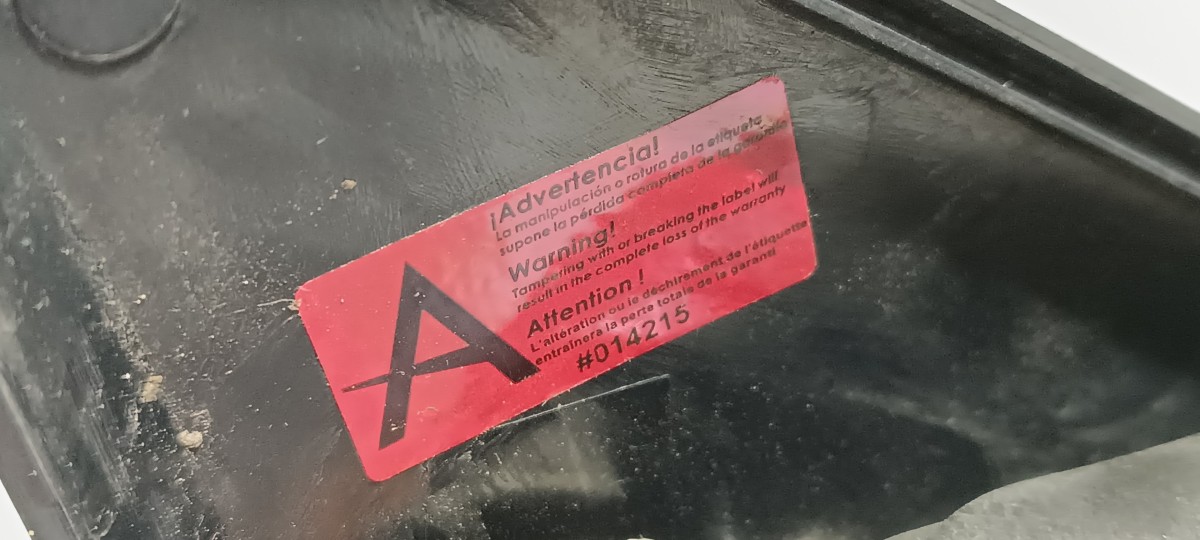 A
¡Advertencia!
La manipulación o rotura de la etiqueta
supone la pérdida completa de la garantía
Warning!
Tampering with or breaking the label will
result in the complete loss of the warranty
Attention !
L'altération ou le déchirement de l'étiquette
entraînera la perte totale de la garanti
#014215